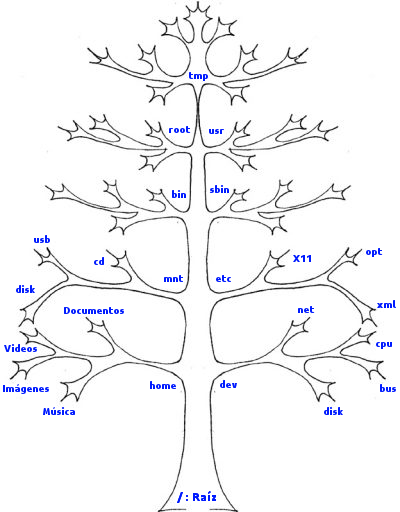 tmp
root
usr
bin
sbin
usb
cd
X11
opt
mnt
etc
disk
Documentos
net
xml
Videos
cpu
Imágenes
home
dev
bus
Música
disk
/: Raíz